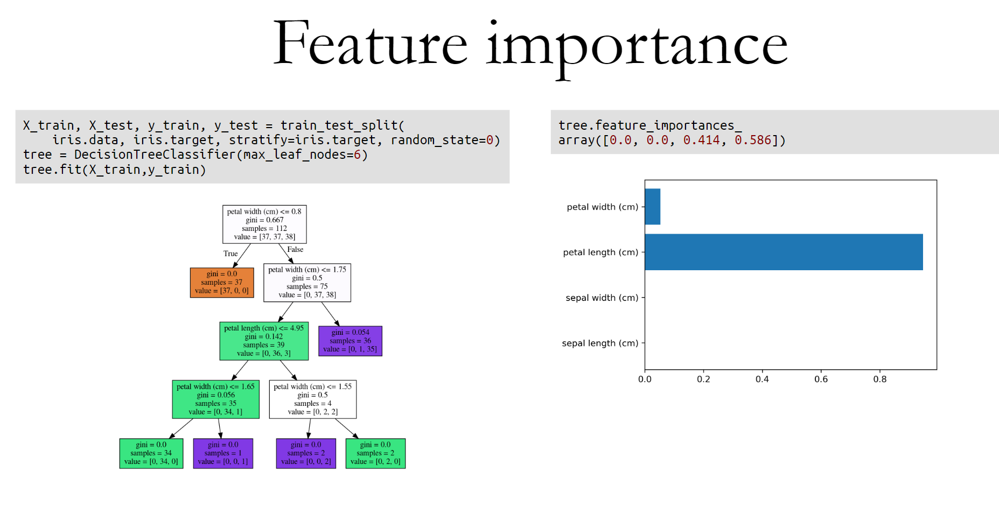 Feature importance
X_train, X_test, y_train, y_test = train_test_split(
    iris.data, iris.target, stratify=iris.target, random_state=0)
tree = DecisionTreeClassifier(max_leaf_nodes=6)
tree.fit(X_train,y_train)
petal width (cm) <= 0.8
gini = 0.667
samples = 112
value = [37, 37, 38]
True
False
gini = 0.0
samples = 37
value = [37, 0, 0]
petal width (cm) <= 1.75
gini = 0.5
samples = 75
value = [0, 37, 38]
petal length (cm) <= 4.95
gini = 0.142
samples = 39
value = [0, 36, 3]
gini = 0.054
samples = 36
value = [0, 1, 35]
petal width (cm) <= 1.65
gini = 0.056
samples = 35
value = [0, 34, 1]
petal width (cm) <= 1.55
gini = 0.5
samples = 4
value = [0, 2, 2]
gini = 0.0
samples = 34
value = [0, 34, 0]
gini = 0.0
samples = 1
value = [0, 0, 1]
gini = 0.0
samples = 2
value = [0, 0, 2]
gini = 0.0
samples = 2
value = [0, 2, 0]
tree.feature_importances_
array([0.0, 0.0, 0.414, 0.586])
petal width (cm)
petal length (cm)
sepal width (cm)
sepal length (cm)
0.0 0.2 0.4 0.6 0.8